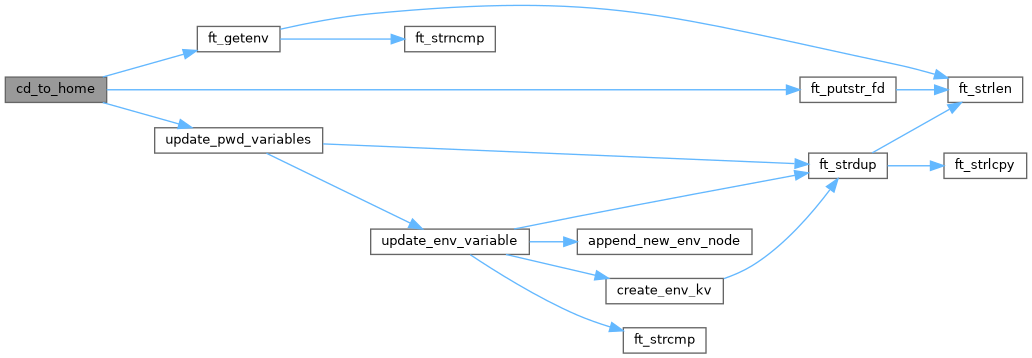 ft_getenv
ft_strncmp
cd_to_home
ft_putstr_fd
ft_strlen
update_pwd_variables
ft_strdup
ft_strlcpy
update_env_variable
append_new_env_node
create_env_kv
ft_strcmp